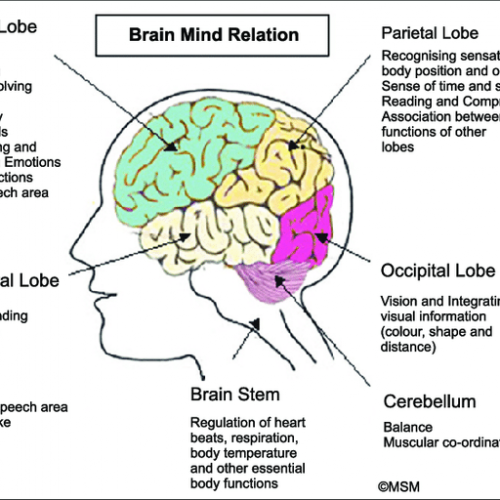 Brain Mind Relation
Lobe
olving
ng and
Emotions
ctions
ech area
al Lobe
nding
peech area
ke
Parietal Lobe
Recognising sensat
body position and o
Sense of time and s
Reading and Compr
Association between
functions of other
lobes
Occipital Lobe
Vision and Integratin
visual information
(colour, shape and
distance)
Brain Stem
Regulation of heart
beats, respiration,
body temperature
and other essential
body functions
Cerebellum
Balance
Muscular co-ordinat
©MSM